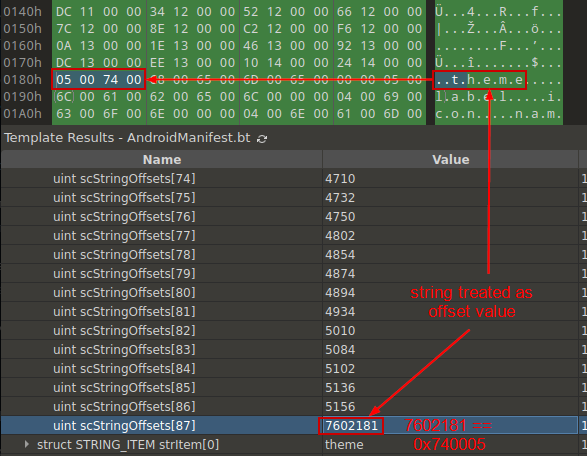 0140h DC 11 00 00 34 12 00 00 52 12 00 00 66 12 00 00 Ü...4...R...f...
0150h 7C 12 00 00 8E 12 00 00 C2 12 00 00 F6 12 00 00 |...Ž...Â...ö...
0160h 0A 13 00 00 1E 13 00 00 46 13 00 00 92 13 00 00 ........F...'...
0170h DC 13 00 00 EE 13 00 00 10 14 00 00 24 14 00 00 Ü...î.......$...
0180h 05 00 74 00 68 00 65 00 6D 00 65 00 00 00 05 00 ..t.h.e.m.e.....
0190h 6C 00 61 00 62 00 65 00 6C 00 00 00 04 00 69 00 l.a.b.e.l.....i.
01A0h 63 00 6F 00 6E 00 00 00 04 00 6E 00 61 00 6D 00 c.o.n.....n.a.m.
Template Results - AndroidManifest.bt
Name Value
uint scStringOffsets[74] 4710
uint scStringOffsets[75] 4732
uint scStringOffsets[76] 4750
uint scStringOffsets[77] 4802
uint scStringOffsets[78] 4854
uint scStringOffsets[79] 4874
uint scStringOffsets[80] 4894
uint scStringOffsets[81] 4934
uint scStringOffsets[82] 5010
uint scStringOffsets[83] 5084
uint scStringOffsets[84] 5102
uint scStringOffsets[85] 5136
uint scStringOffsets[86] 5156
uint scStringOffsets[87] 7602181
struct STRING_ITEM strItem[0] theme
string treated as
offset value
7602181 ==
0x740005